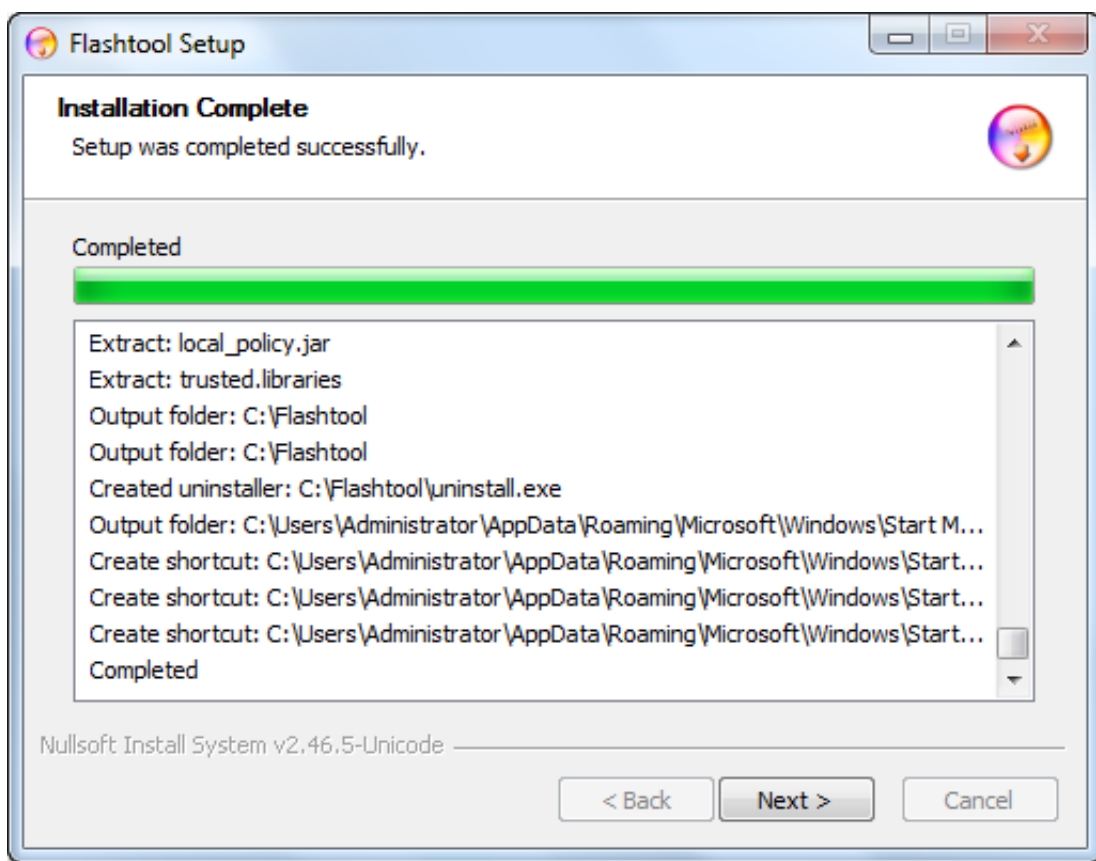 Flashtool Setup
Installation Complete
Setup was completed successfully.
Completed
Extract: local_policy.jar
Extract: trusted.libraries
Output folder: C:\Flashtool
Output folder: C:\Flashtool
Created uninstaller: C:\Flashtool\uninstall.exe
Output folder: C:\Users\Administrator\AppData\Roaming\Microsoft\Windows\Start M...
Create shortcut: C:\Users\Administrator\AppData\Roaming\Microsoft\Windows\Start...
Create shortcut: C:\Users\Administrator\AppData\Roaming\Microsoft\Windows\Start...
Create shortcut: C:\Users\Administrator\AppData\Roaming\Microsoft\Windows\Start...
Completed
Nullsoft Install System v2.46.5-Unicode
< Back Next > Cancel